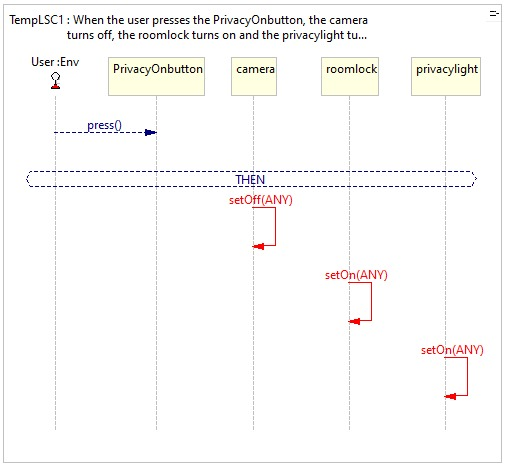 TempLSC1 : When the user presses the PrivacyOnbutton, the camera
turns off, the roomlock turns on and the privacylight tu...
User :Env
PrivacyOnbutton
camera
roomlock
privacylight
press()
THEN
setOff(ANY)
setOn(ANY)
setOn(ANY)